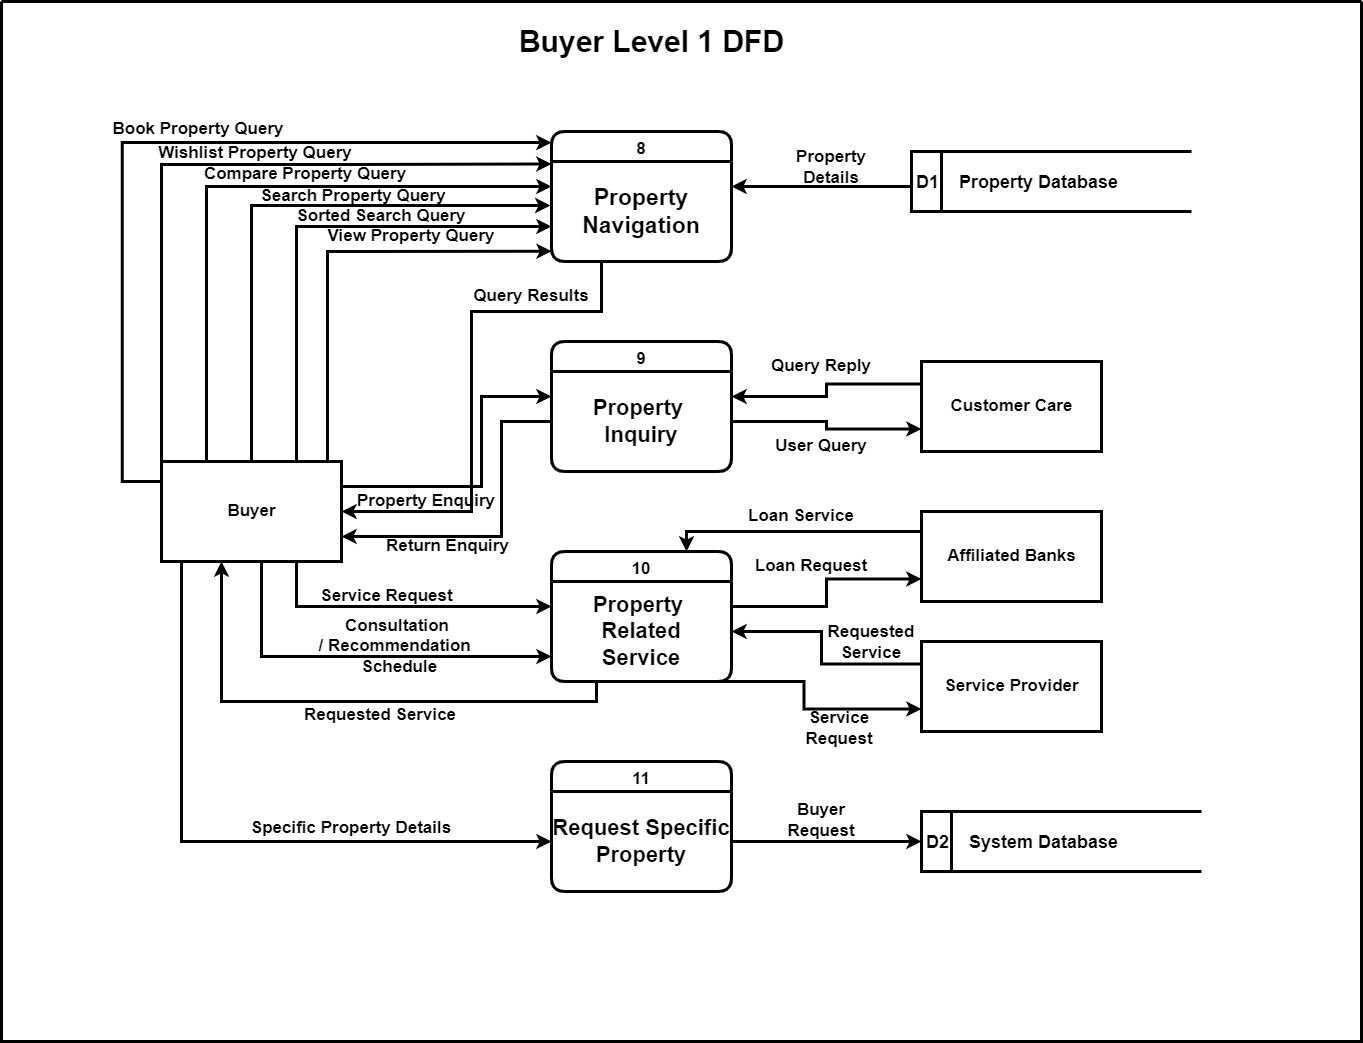 Buyer Level 1 DFD
Book Property Query
Wishlist Property Query
Compare Property Query
Search Property Query
Sorted Search Query
View Property Query
8
Property
Navigation
Property
Details
D1
Property Database
Query Results
9
Property
Inquiry
Query Reply
User Query
Customer Care
Buyer
Property Enquiry
Return Enquiry
Loan Service
Loan Request
Affiliated Banks
10
Property
Related
Service
Service Request
Consultation
/ Recommendation
Schedule
Requested Service
Requested
Service
Service Provider
Service
Request
11
Request Specific
Property
Specific Property Details
Buyer
Request
D2
System Database